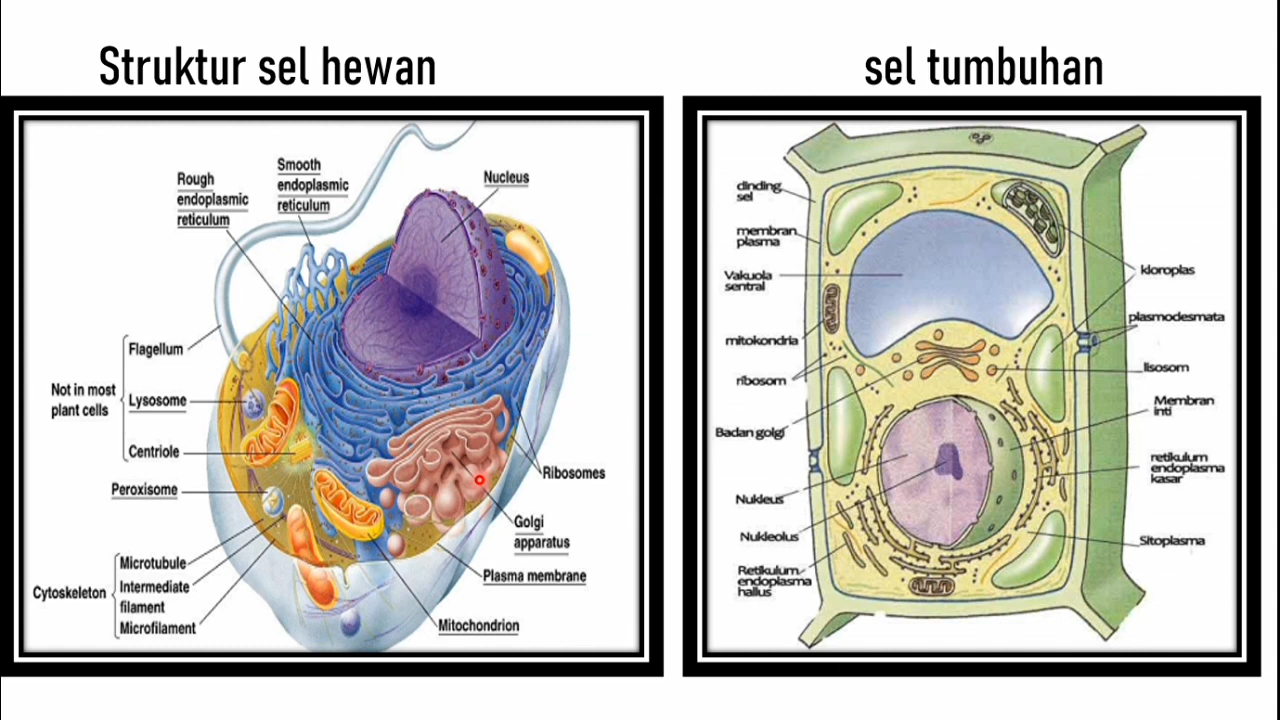 Struktur sel hewan
sel tumbuhan
Rough
endoplasmic
reticulum
Smooth
endoplasmic
reticulum
Nucleus
Flagellum
Not in most
plant cells
Lysosome
Centriole
Peroxisome
Ribosomes
Golgi
apparatus
Plasma membrane
Microtubule
Cytoskeleton
Intermediate
filament
Microfilament
Mitochondrion
dinding
sel
membran
plasma
Vakuola
sentral
mitokondria
ribosom
Badan golgi
Nukleus
Nukleolus
Retikulum
endoplasma
hallus
kloroplas
plasmodesmata
lisosom
Membran
inti
retikulum
endoplasma
kasar
Sitoplasma